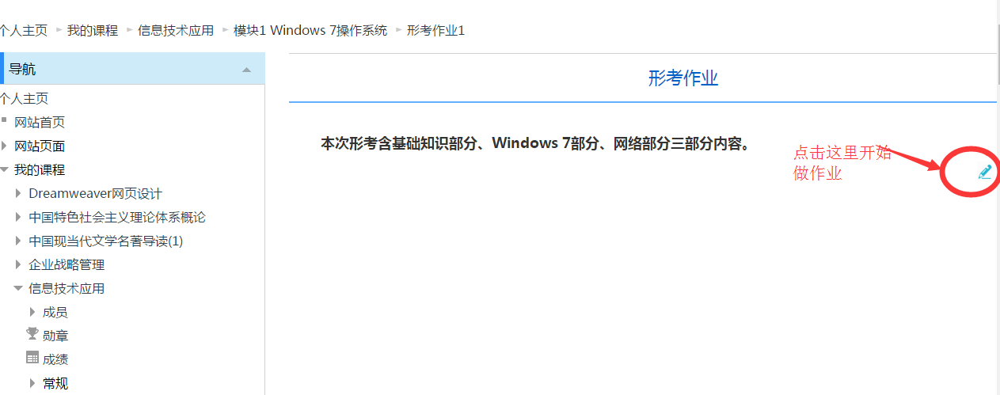 个人主页 我的课程 信息技术应用 模块1 Windows 7操作系统 形考作业1
导航
个人主页
网站首页
网站页面
我的课程
Dreamweaver网页设计
中国特色社会主义理论体系概论
中国现当代文学名著导读(1)
企业战略管理
信息技术应用
成员
勋章
成绩
常规
形考作业
本次形考含基础知识部分、Windows 7部分、网络部分三部分内容。
点击这里开始
做作业